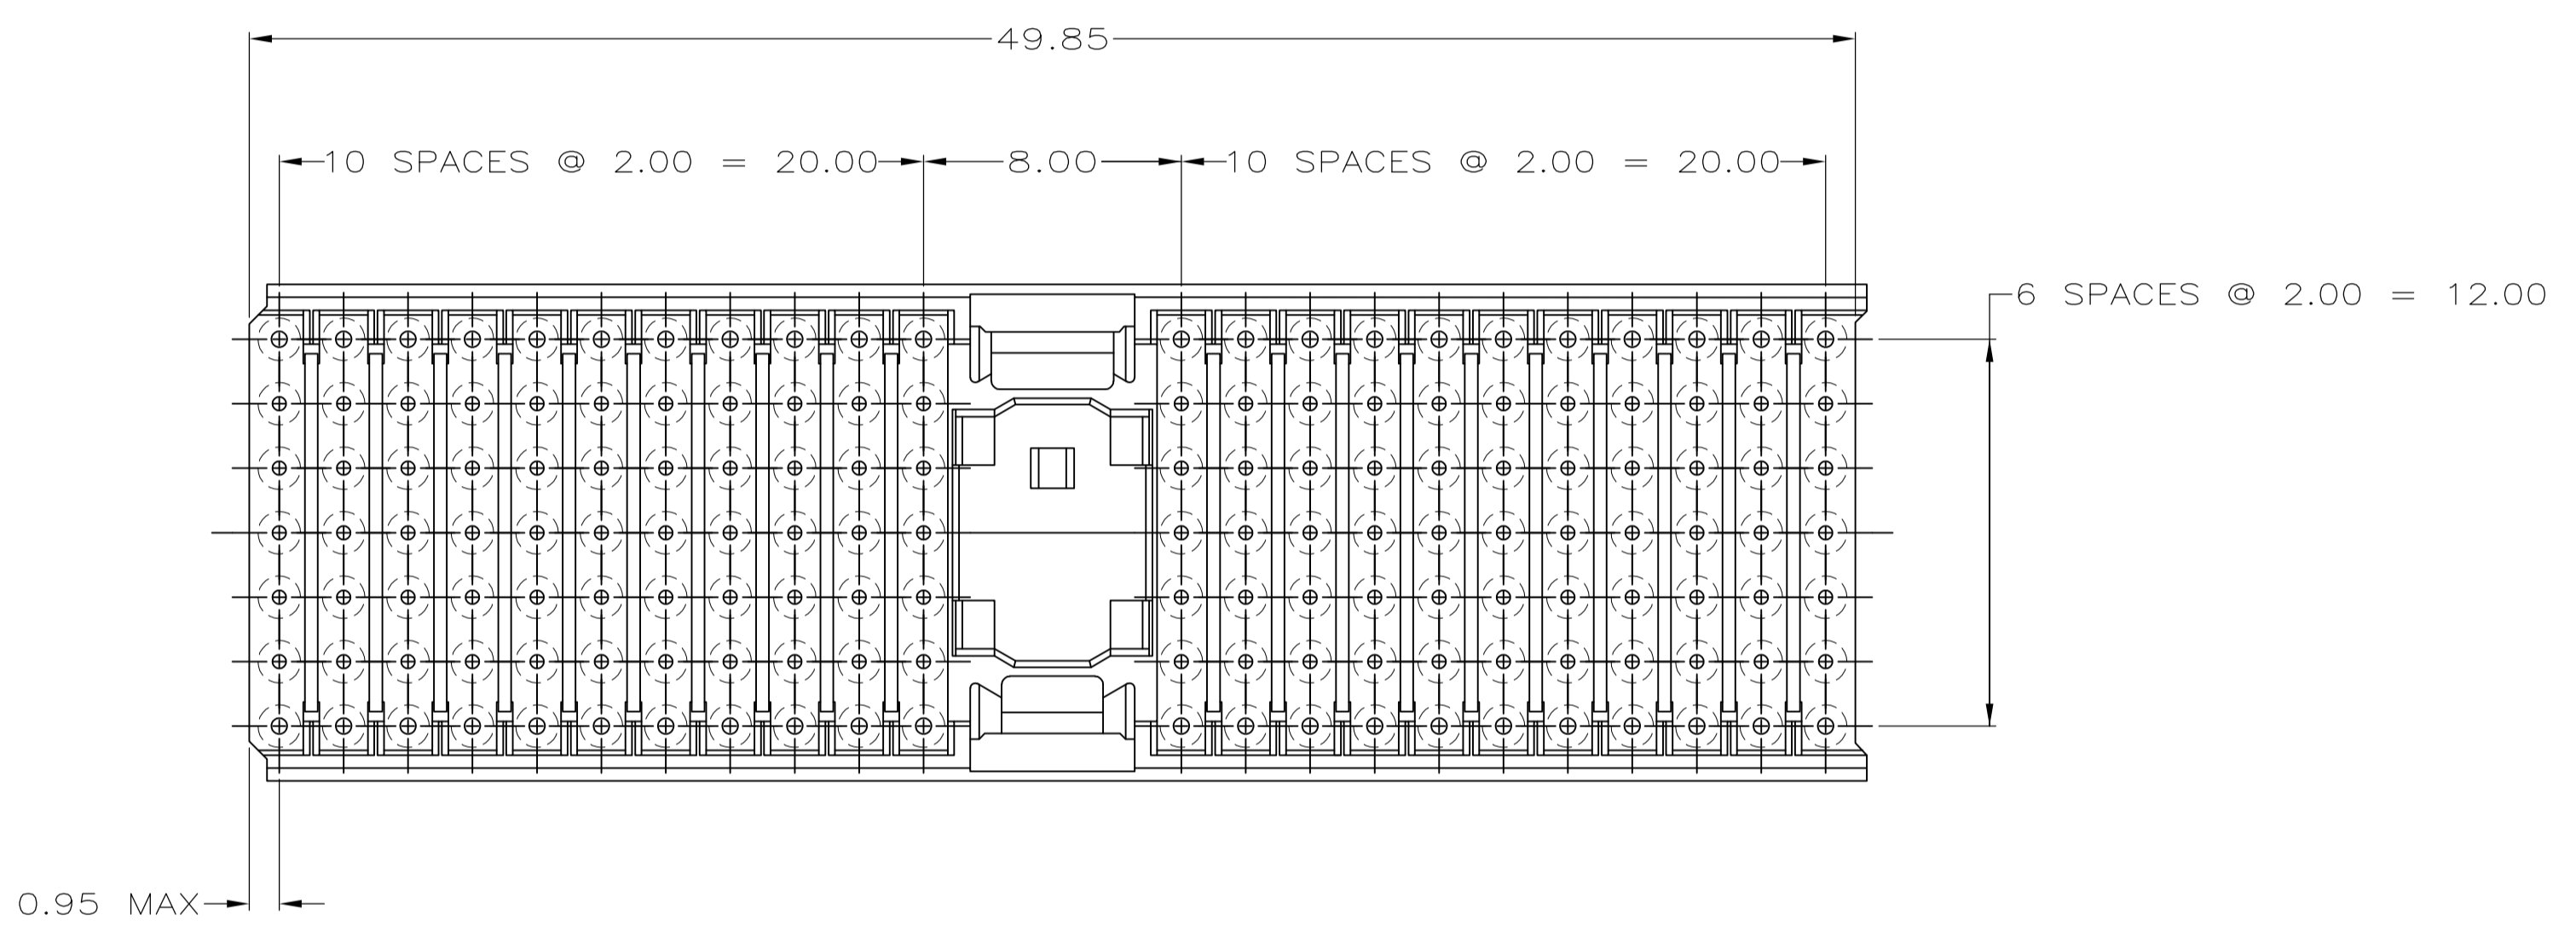 49.85
10 SPACES @ 2.00 = 20.00
8.00
10 SPACES @ 2.00 = 20.00
6 SPACES @ 2.00 = 12.00
0.95 MAX